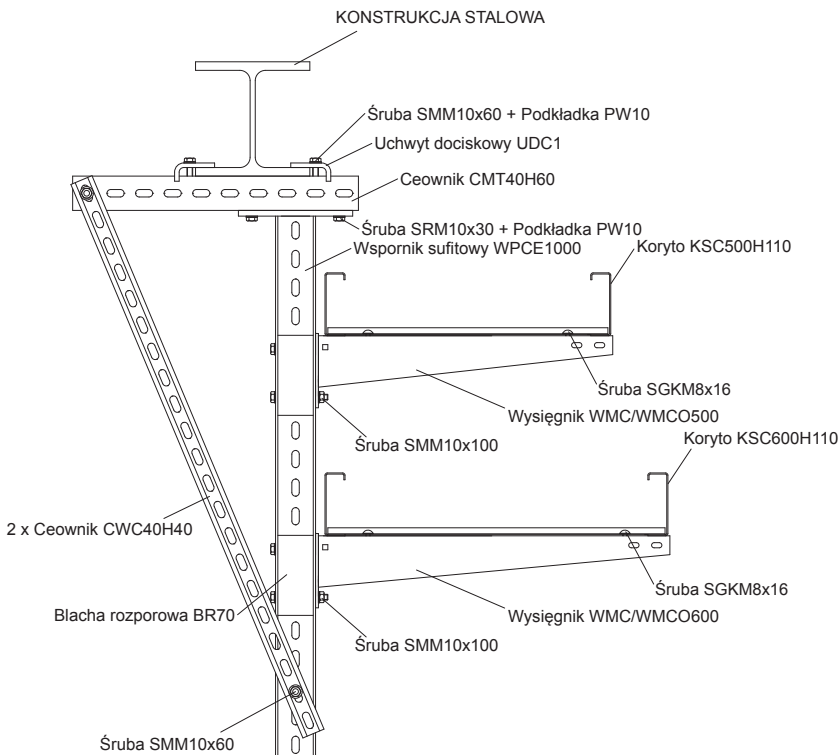 KONSTRUKCJA STALOWA
Śruba SMM10x60 + Podkładka PW10
Uchwyt dociskowy UDC1
Ceownik CMT40H60
Śruba SRM10x30 + Podkładka PW10
Wspornik sufitowy WPCE1000
Koryto KSC500H110
Śruba SGKM8x16
Wysięgnik WMC/WMCO500
Śruba SMM10x100
Koryto KSC600H110
2 x Ceownik CWC40H40
Śruba SGKM8x16
Blacha rozporowa BR70
Wysięgnik WMC/WMCO600
Śruba SMM10x100
Śruba SMM10x60